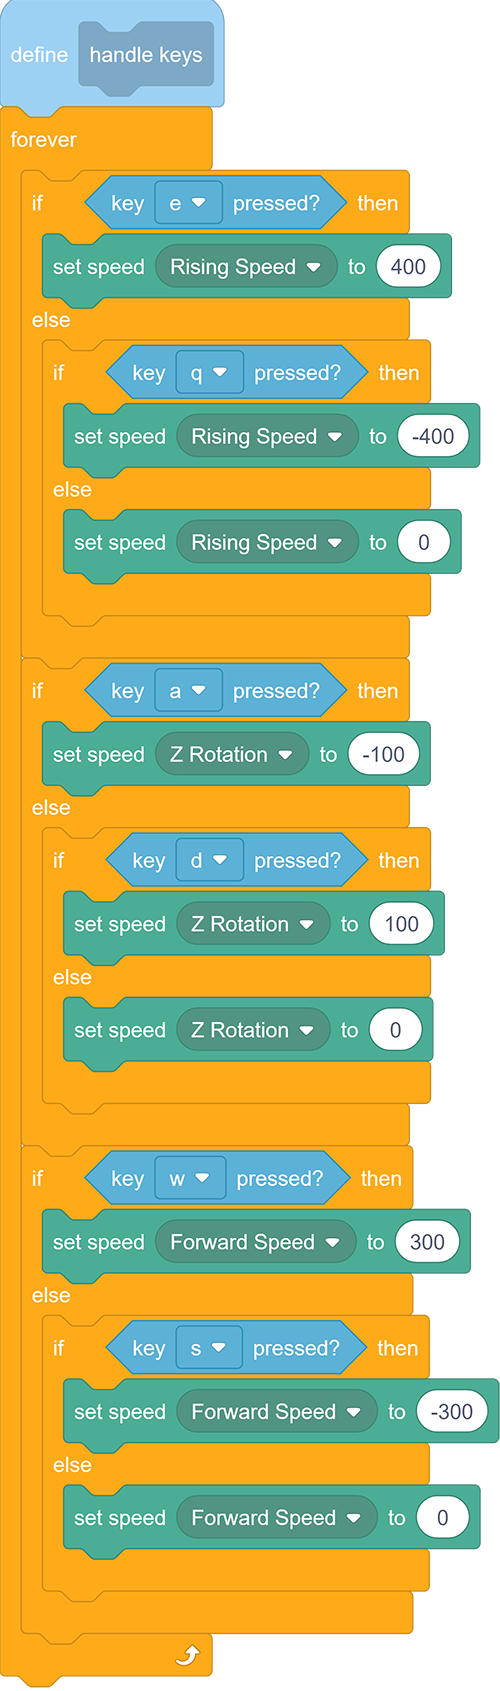 define handle keys
forever
if key e pressed? then
set speed Rising Speed to 400
else
if key q pressed? then
set speed Rising Speed to -400
else
set speed Rising Speed to 0
if key a pressed? then
set speed Z Rotation to -100
else
if key d pressed? then
set speed Z Rotation to 100
else
set speed Z Rotation to 0
if key w pressed? then
set speed Forward Speed to 300
else
if key s pressed? then
set speed Forward Speed to -300
else
set speed Forward Speed to 0